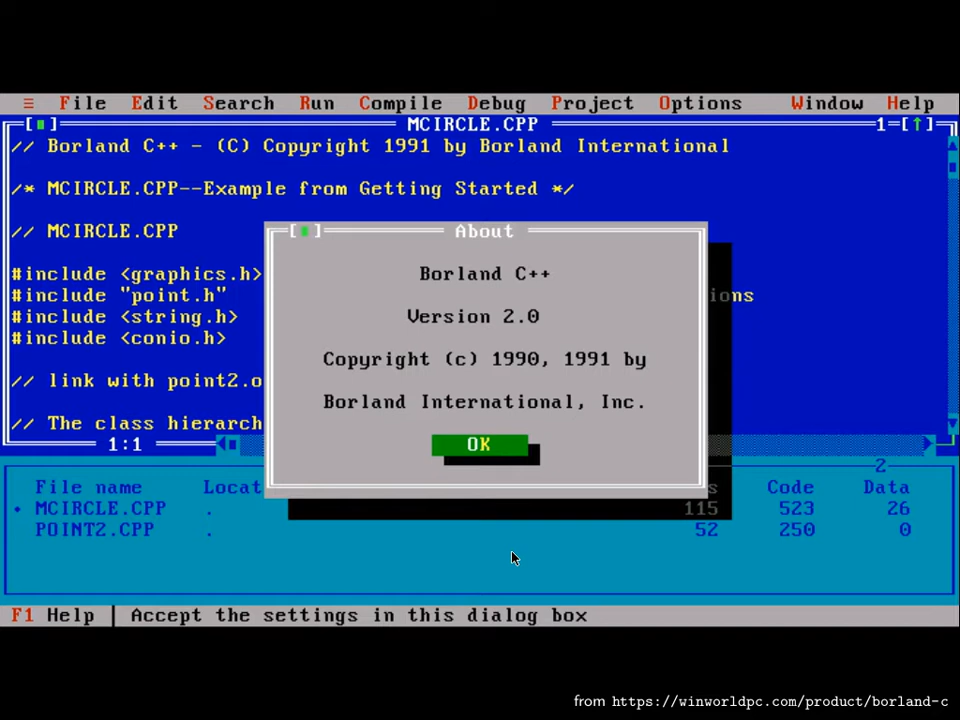 ≡ File Edit Search Run Compile Debug Project Options Window Help
[■] MCIRCLE.CPP 1=[↑]
// Borland C++ - (C) Copyright 1991 by Borland International
/* MCIRCLE.CPP--Example from Getting Started */
// MCIRCLE.CPP
#include <graphics.h>
#include "point.h" ions
#include <string.h>
#include <conio.h>
// link with point2.o
// The class hierarch
1:1
[■] About
Borland C++
Version 2.0
Copyright (c) 1990, 1991 by
Borland International, Inc.
OK
2
File name Locat s Code Data
• MCIRCLE.CPP . 115 523 26
POINT2.CPP . 52 250 0
F1 Help | Accept the settings in this dialog box
from https://winworldpc.com/product/borland-c